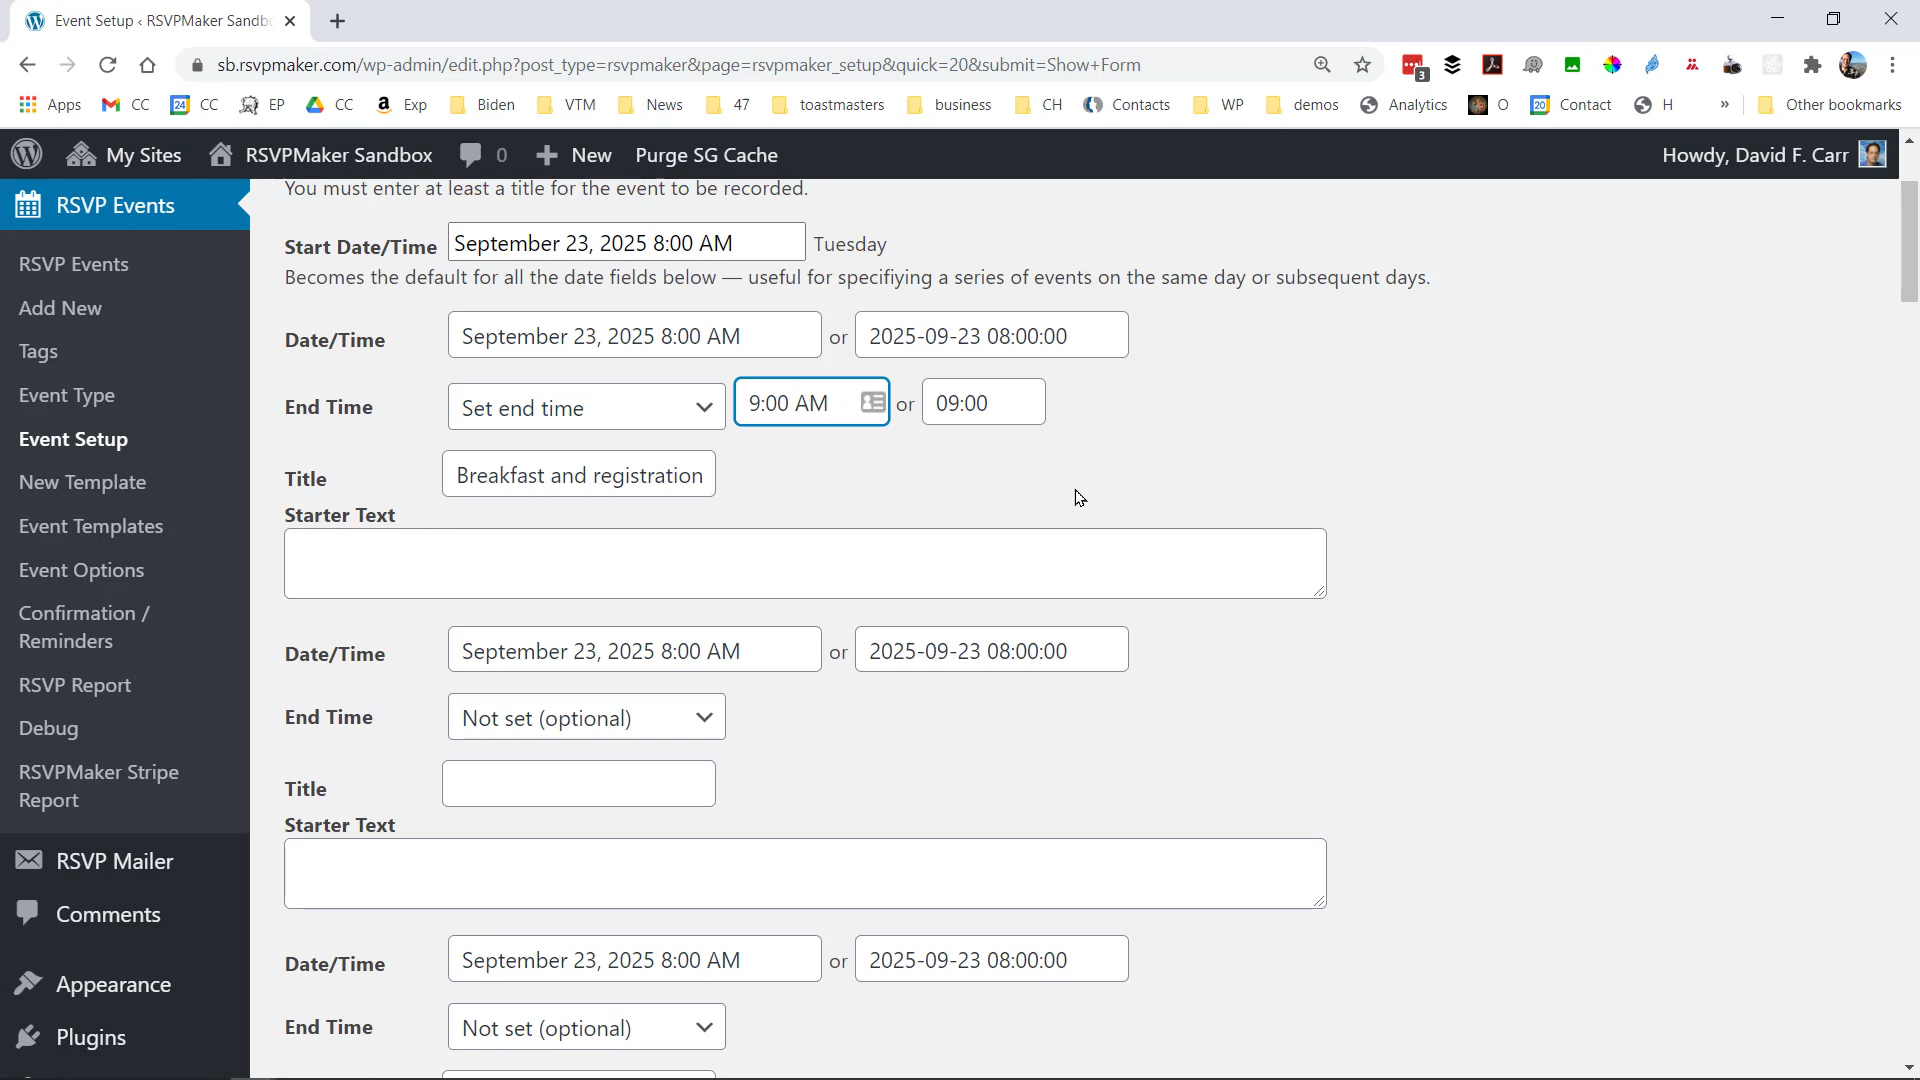 Event Setup ‹ RSVPMaker Sandb
sb.rsvpmaker.com/wp-admin/edit.php?post_type=rsvpmaker&page=rsvpmaker_setup&quick=20&submit=Show+Form
3
Apps CC 24 CC EP CC Exp Biden VTM News 47 toastmasters business CH Contacts WP demos Analytics O 20 Contact H » Other bookmarks
My Sites RSVPMaker Sandbox 0 New Purge SG Cache Howdy, David F. Carr
RSVP Events
RSVP Events
Add New
Tags
Event Type
Event Setup
New Template
Event Templates
Event Options
Confirmation /
Reminders
RSVP Report
Debug
RSVPMaker Stripe
Report
RSVP Mailer
Comments
Appearance
Plugins
You must enter at least a title for the event to be recorded.
Start Date/Time September 23, 2025 8:00 AM Tuesday
Becomes the default for all the date fields below — useful for specifiying a series of events on the same day or subsequent days.
Date/Time September 23, 2025 8:00 AM or 2025-09-23 08:00:00
End Time Set end time 9:00 AM or 09:00
Title Breakfast and registration
Starter Text
Date/Time September 23, 2025 8:00 AM or 2025-09-23 08:00:00
End Time Not set (optional)
Title
Starter Text
Date/Time September 23, 2025 8:00 AM or 2025-09-23 08:00:00
End Time Not set (optional)